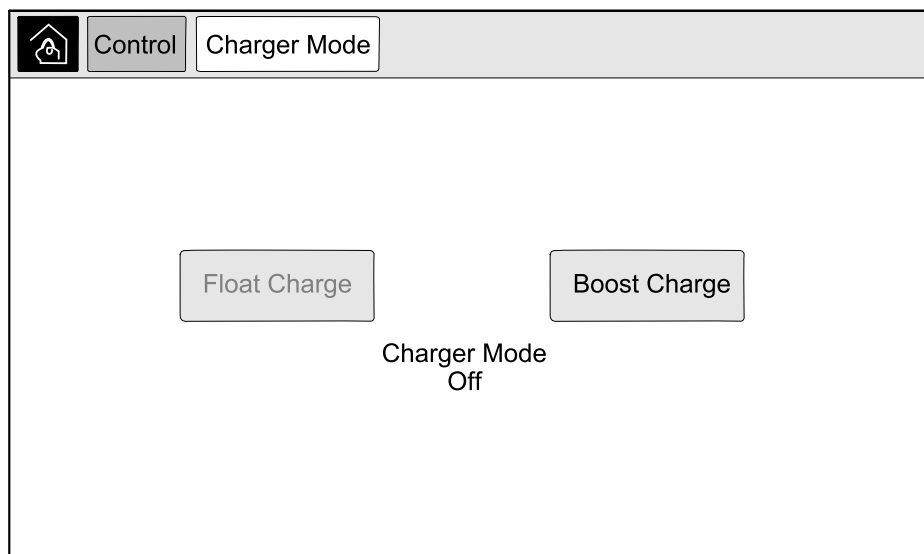 Control
Charger Mode
Float Charge
Boost Charge
Charger Mode
Off